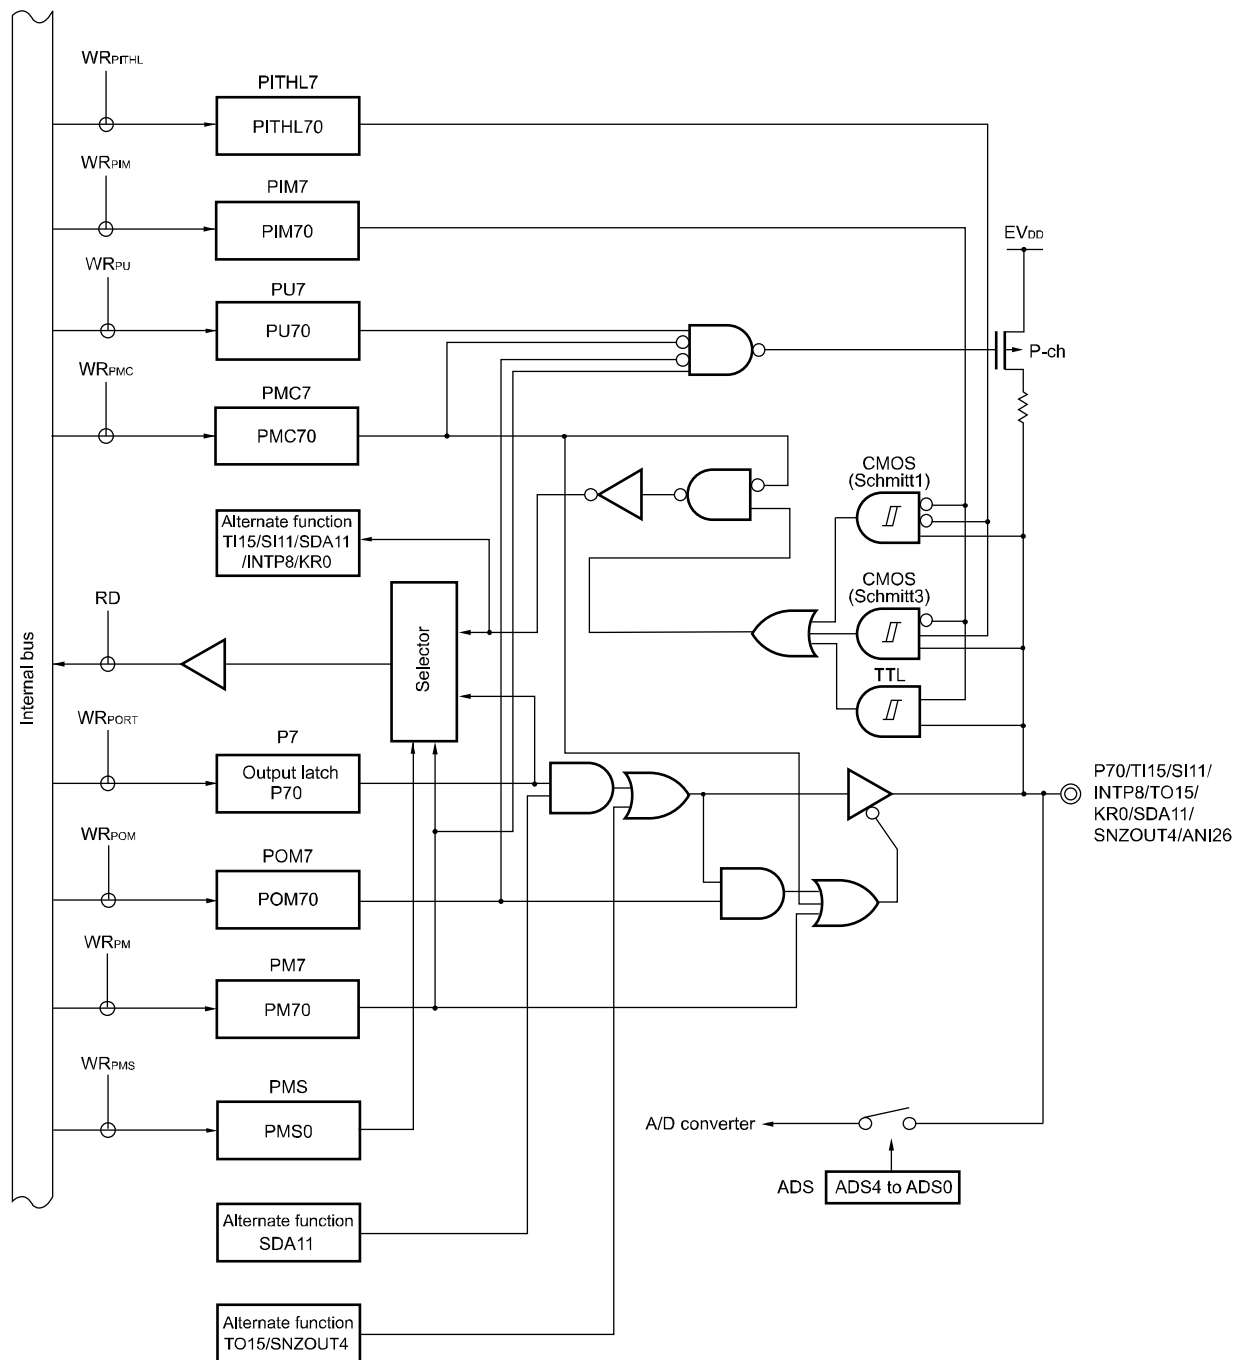 WRPITHL
PITHL7
PITHL70
WRPIM
PIM7
PIM70
WRPU
PU7
PU70
WRPMC
PMC7
PMC70
EVDD
P-ch
CMOS
(Schmitt1)
Alternate function
TI15/SI11/SDA11
/INTP8/KR0
CMOS
(Schmitt3)
RD
Selector
Internal bus
TTL
WRPORT
P7
Output latch
P70
P70/TI15/SI11/
INTP8/TO15/
KR0/SDA11/
SNZOUT4/ANI26
WRPOM
POM7
POM70
WRPM
PM7
PM70
WRPMS
PMS
PMS0
A/D converter
ADS
ADS4 to ADS0
Alternate function
SDA11
Alternate function
TO15/SNZOUT4